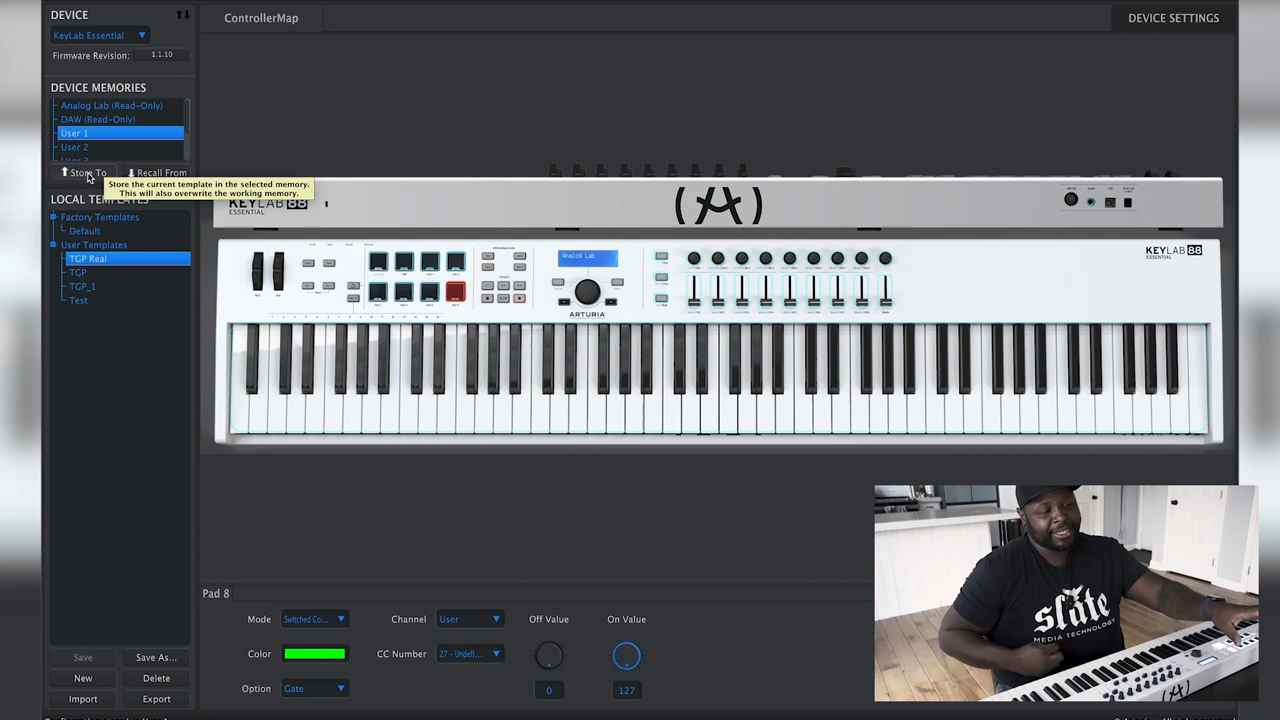 DEVICE
KeyLab Essential
Firmware Revision: 1.1.10
DEVICE MEMORIES
Analog Lab (Read-Only)
DAW (Read-Only)
User 1
User 2
Store To
Recall From
Store the current template in the selected memory.
This will also overwrite the working memory.
LOCAL TEMPLATES
Factory Templates
Default
User Templates
TGP Real
TGP
TGP_1
Test
Save
Save As...
New
Delete
Import
Export
ControllerMap
DEVICE SETTINGS
KEYLAB 88
ESSENTIAL
KEYLAB 88
ESSENTIAL
Analog Lab
ARTURIA
Pad 8
Mode
Switched Co...
Channel
User
Off Value
On Value
Color
CC Number
27 - Undefi...
Option
Gate
0
127
slate
MEDIA TECHNOLOGY